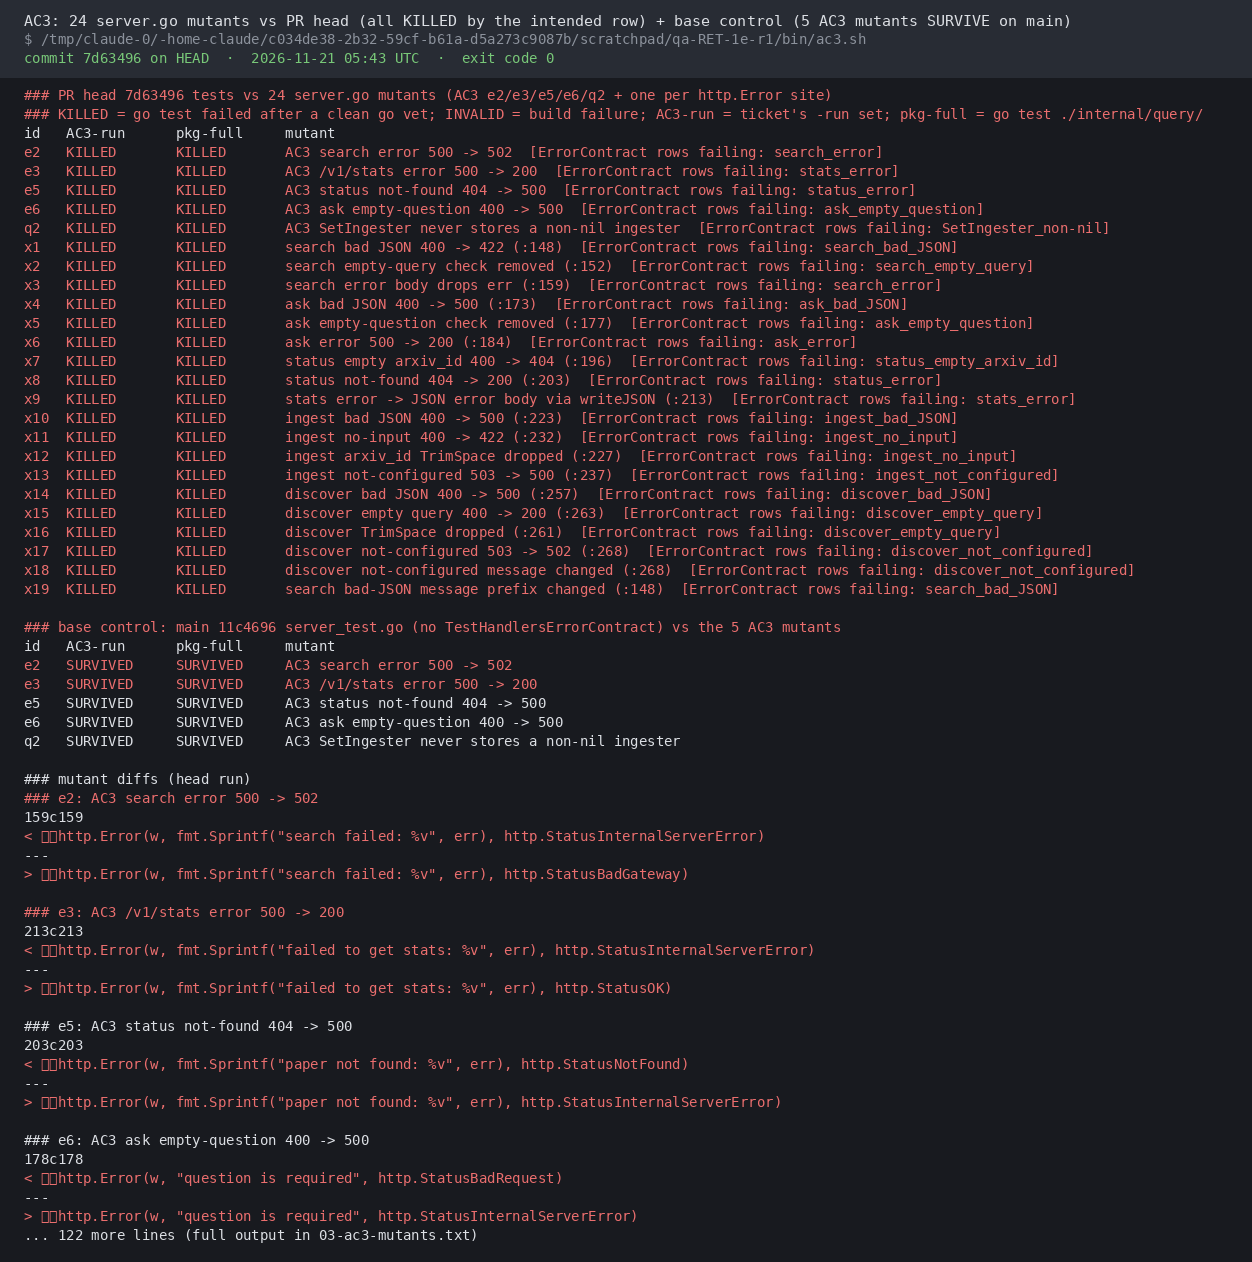 AC3: 24 server.go mutants vs PR head (all KILLED by the intended row) + base control (5 AC3 mutants SURVIVE on main)
$ /tmp/claude-0/-home-claude/c034de38-2b32-59cf-b61a-d5a273c9087b/scratchpad/qa-RET-1e-r1/bin/ac3.sh
commit 7d63496 on HEAD · 2026-11-21 05:43 UTC · exit code 0
### PR head 7d63496 tests vs 24 server.go mutants (AC3 e2/e3/e5/e6/q2 + one per http.Error site)
### KILLED = go test failed after a clean go vet; INVALID = build failure; AC3-run = ticket's -run set; pkg-full = go test ./internal/query/
id   AC3-run      pkg-full     mutant
e2   KILLED       KILLED       AC3 search error 500 -> 502  [ErrorContract rows failing: search_error]
e3   KILLED       KILLED       AC3 /v1/stats error 500 -> 200  [ErrorContract rows failing: stats_error]
e5   KILLED       KILLED       AC3 status not-found 404 -> 500  [ErrorContract rows failing: status_error]
e6   KILLED       KILLED       AC3 ask empty-question 400 -> 500  [ErrorContract rows failing: ask_empty_question]
q2   KILLED       KILLED       AC3 SetIngester never stores a non-nil ingester  [ErrorContract rows failing: SetIngester_non-nil]
x1   KILLED       KILLED       search bad JSON 400 -> 422 (:148)  [ErrorContract rows failing: search_bad_JSON]
x2   KILLED       KILLED       search empty-query check removed (:152)  [ErrorContract rows failing: search_empty_query]
x3   KILLED       KILLED       search error body drops err (:159)  [ErrorContract rows failing: search_error]
x4   KILLED       KILLED       ask bad JSON 400 -> 500 (:173)  [ErrorContract rows failing: ask_bad_JSON]
x5   KILLED       KILLED       ask empty-question check removed (:177)  [ErrorContract rows failing: ask_empty_question]
x6   KILLED       KILLED       ask error 500 -> 200 (:184)  [ErrorContract rows failing: ask_error]
x7   KILLED       KILLED       status empty arxiv_id 400 -> 404 (:196)  [ErrorContract rows failing: status_empty_arxiv_id]
x8   KILLED       KILLED       status not-found 404 -> 200 (:203)  [ErrorContract rows failing: status_error]
x9   KILLED       KILLED       stats error -> JSON error body via writeJSON (:213)  [ErrorContract rows failing: stats_error]
x10  KILLED       KILLED       ingest bad JSON 400 -> 500 (:223)  [ErrorContract rows failing: ingest_bad_JSON]
x11  KILLED       KILLED       ingest no-input 400 -> 422 (:232)  [ErrorContract rows failing: ingest_no_input]
x12  KILLED       KILLED       ingest arxiv_id TrimSpace dropped (:227)  [ErrorContract rows failing: ingest_no_input]
x13  KILLED       KILLED       ingest not-configured 503 -> 500 (:237)  [ErrorContract rows failing: ingest_not_configured]
x14  KILLED       KILLED       discover bad JSON 400 -> 500 (:257)  [ErrorContract rows failing: discover_bad_JSON]
x15  KILLED       KILLED       discover empty query 400 -> 200 (:263)  [ErrorContract rows failing: discover_empty_query]
x16  KILLED       KILLED       discover TrimSpace dropped (:261)  [ErrorContract rows failing: discover_empty_query]
x17  KILLED       KILLED       discover not-configured 503 -> 502 (:268)  [ErrorContract rows failing: discover_not_configured]
x18  KILLED       KILLED       discover not-configured message changed (:268)  [ErrorContract rows failing: discover_not_configured]
x19  KILLED       KILLED       search bad-JSON message prefix changed (:148)  [ErrorContract rows failing: search_bad_JSON]
### base control: main 11c4696 server_test.go (no TestHandlersErrorContract) vs the 5 AC3 mutants
id   AC3-run      pkg-full     mutant
e2   SURVIVED     SURVIVED     AC3 search error 500 -> 502
e3   SURVIVED     SURVIVED     AC3 /v1/stats error 500 -> 200
e5   SURVIVED     SURVIVED     AC3 status not-found 404 -> 500
e6   SURVIVED     SURVIVED     AC3 ask empty-question 400 -> 500
q2   SURVIVED     SURVIVED     AC3 SetIngester never stores a non-nil ingester
### mutant diffs (head run)
### e2: AC3 search error 500 -> 502
159c159
< http.Error(w, fmt.Sprintf("search failed: %v", err), http.StatusInternalServerError)
---
> http.Error(w, fmt.Sprintf("search failed: %v", err), http.StatusBadGateway)
### e3: AC3 /v1/stats error 500 -> 200
213c213
< http.Error(w, fmt.Sprintf("failed to get stats: %v", err), http.StatusInternalServerError)
---
> http.Error(w, fmt.Sprintf("failed to get stats: %v", err), http.StatusOK)
### e5: AC3 status not-found 404 -> 500
203c203
< http.Error(w, fmt.Sprintf("paper not found: %v", err), http.StatusNotFound)
---
> http.Error(w, fmt.Sprintf("paper not found: %v", err), http.StatusInternalServerError)
### e6: AC3 ask empty-question 400 -> 500
178c178
< http.Error(w, "question is required", http.StatusBadRequest)
---
> http.Error(w, "question is required", http.StatusInternalServerError)
... 122 more lines (full output in 03-ac3-mutants.txt)